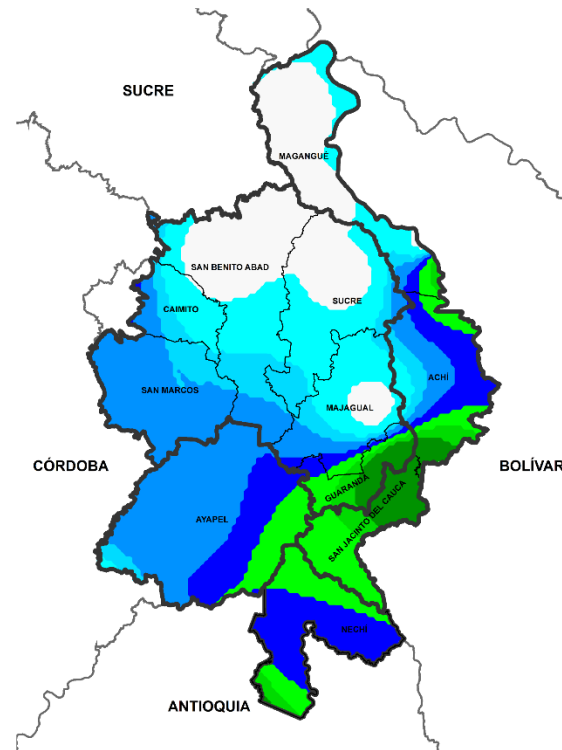 SUCRE
MAGANGUÉ
SAN BENITO ABAD
SUCRE
CAIMITO
ACHÍ
SAN MARCOS
MAJAGUAL
CÓRDOBA
BOLÍVAR
GUARANDA
AYAPEL
SAN JACINTO DEL CAUCA
NECHÍ
ANTIOQUIA